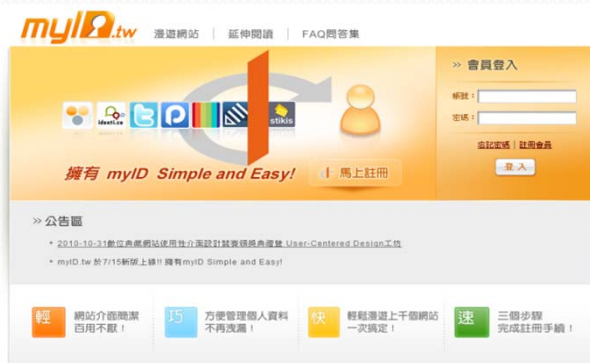 myID.tw 漫遊網站 | 延伸閱讀 | FAQ問答集
» 會員登入
帳號：
密碼：
忘記密碼 | 註冊會員
登入
identi.ca
stikis
擁有 myID Simple and Easy!
馬上註冊
» 公告區
2010-10-31數位典藏網站使用性介面設計競賽頒獎典禮暨 User-Centered Design工坊
myID.tw 於7/15新版上線!! 擁有myID Simple and Easy!
輕
網站介面簡潔
百用不厭！
巧
方便管理個人資料
不再洩漏！
快
輕鬆漫遊上千個網站
一次搞定！
速
三個步驟
完成註冊手續！